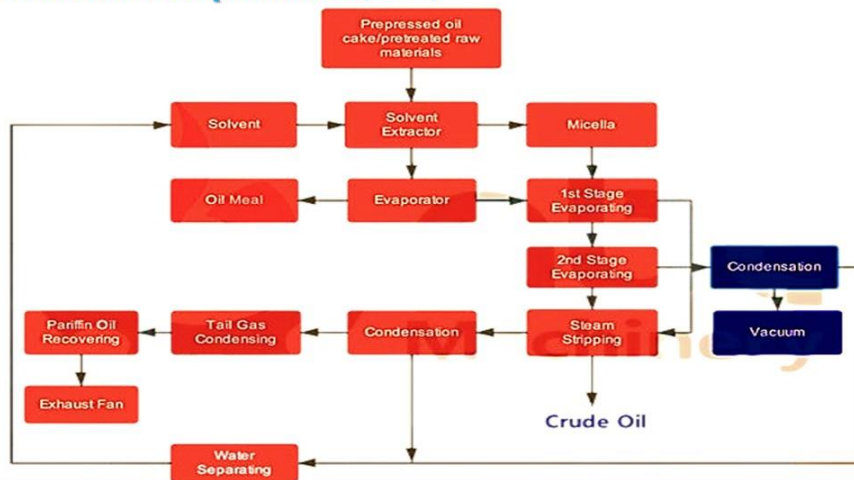 Prepressed oil
cake/pretreated raw
materials
Solvent
Solvent
Extractor
Micella
Oil Meal
Evaporator
1st Stage
Evaporating
2nd Stage
Evaporating
Condensation
Pariffin Oil
Recovering
Tail Gas
Condensing
Condensation
Steam
Stripping
Vacuum
Exhaust Fan
Crude Oil
Water
Separating
Machinery